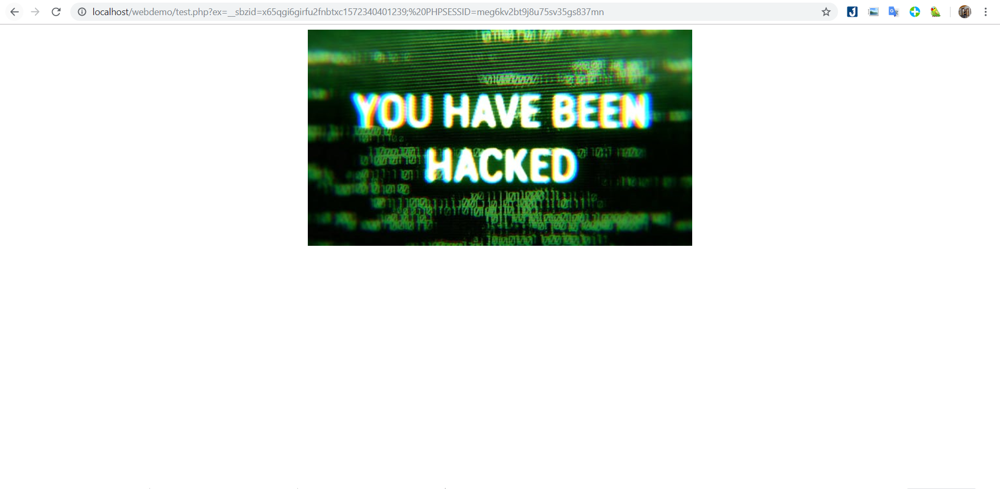 localhost/webdemo/test.php?ex=__sbzid=x65qgi6girfu2fnbtxc1572340401239;%20PHPSESSID=meg6kv2bt9j8u75sv35gs837mn
YOU HAVE BEEN
HACKED